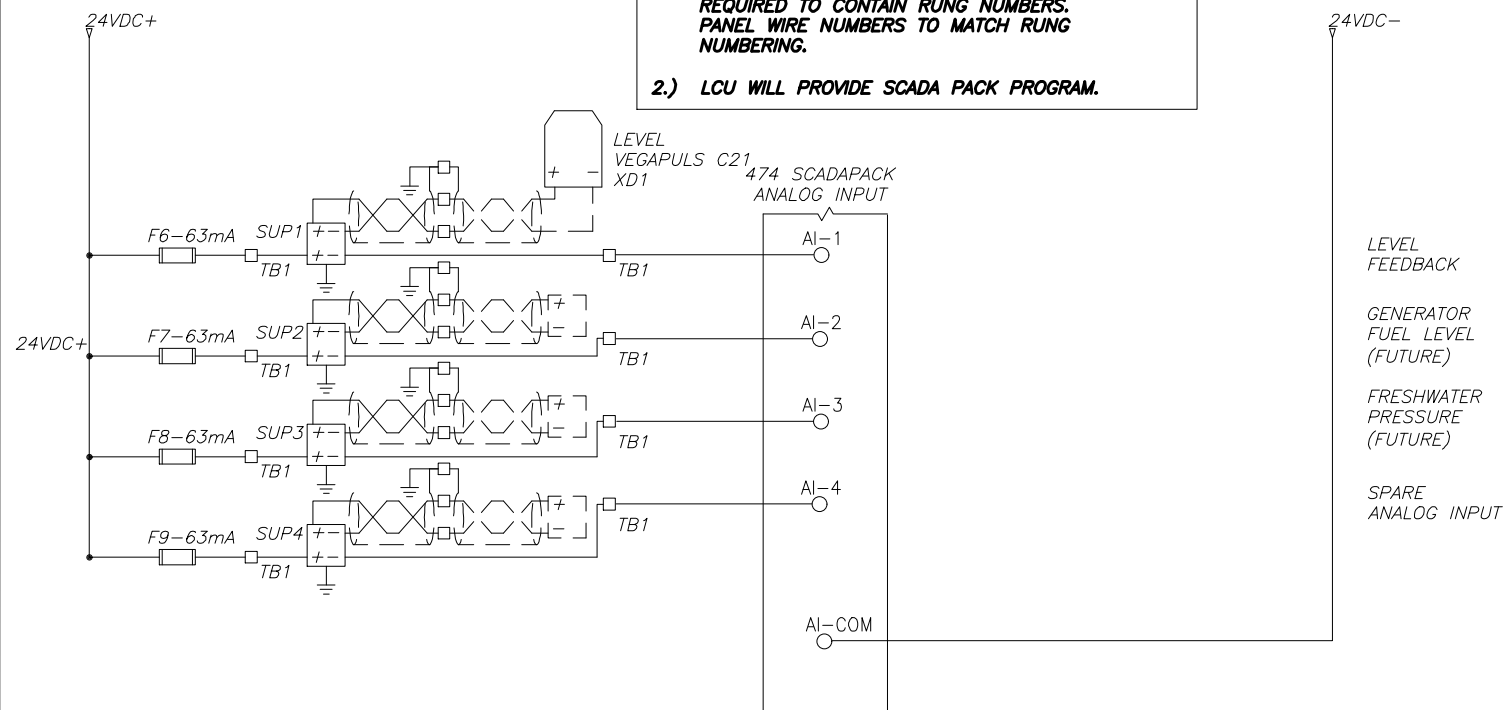 24VDC+
REQUIRED TO CONTAIN RUNG NUMBERS.
PANEL WIRE NUMBERS TO MATCH RUNG
NUMBERING.
2.) LCU WILL PROVIDE SCADA PACK PROGRAM.
24VDC-
LEVEL
VEGAPULS C21
XD1
+ -
474 SCADAPACK
ANALOG INPUT
F6-63mA
SUP1
+ -
+ -
TB1
TB1
AI-1
LEVEL
FEEDBACK
24VDC+
F7-63mA
SUP2
+ -
+ -
TB1
+
-
TB1
AI-2
GENERATOR
FUEL LEVEL
(FUTURE)
F8-63mA
SUP3
+ -
+ -
TB1
+
-
TB1
AI-3
FRESHWATER
PRESSURE
(FUTURE)
F9-63mA
SUP4
+ -
+ -
TB1
+
-
TB1
AI-4
SPARE
ANALOG INPUT
AI-COM